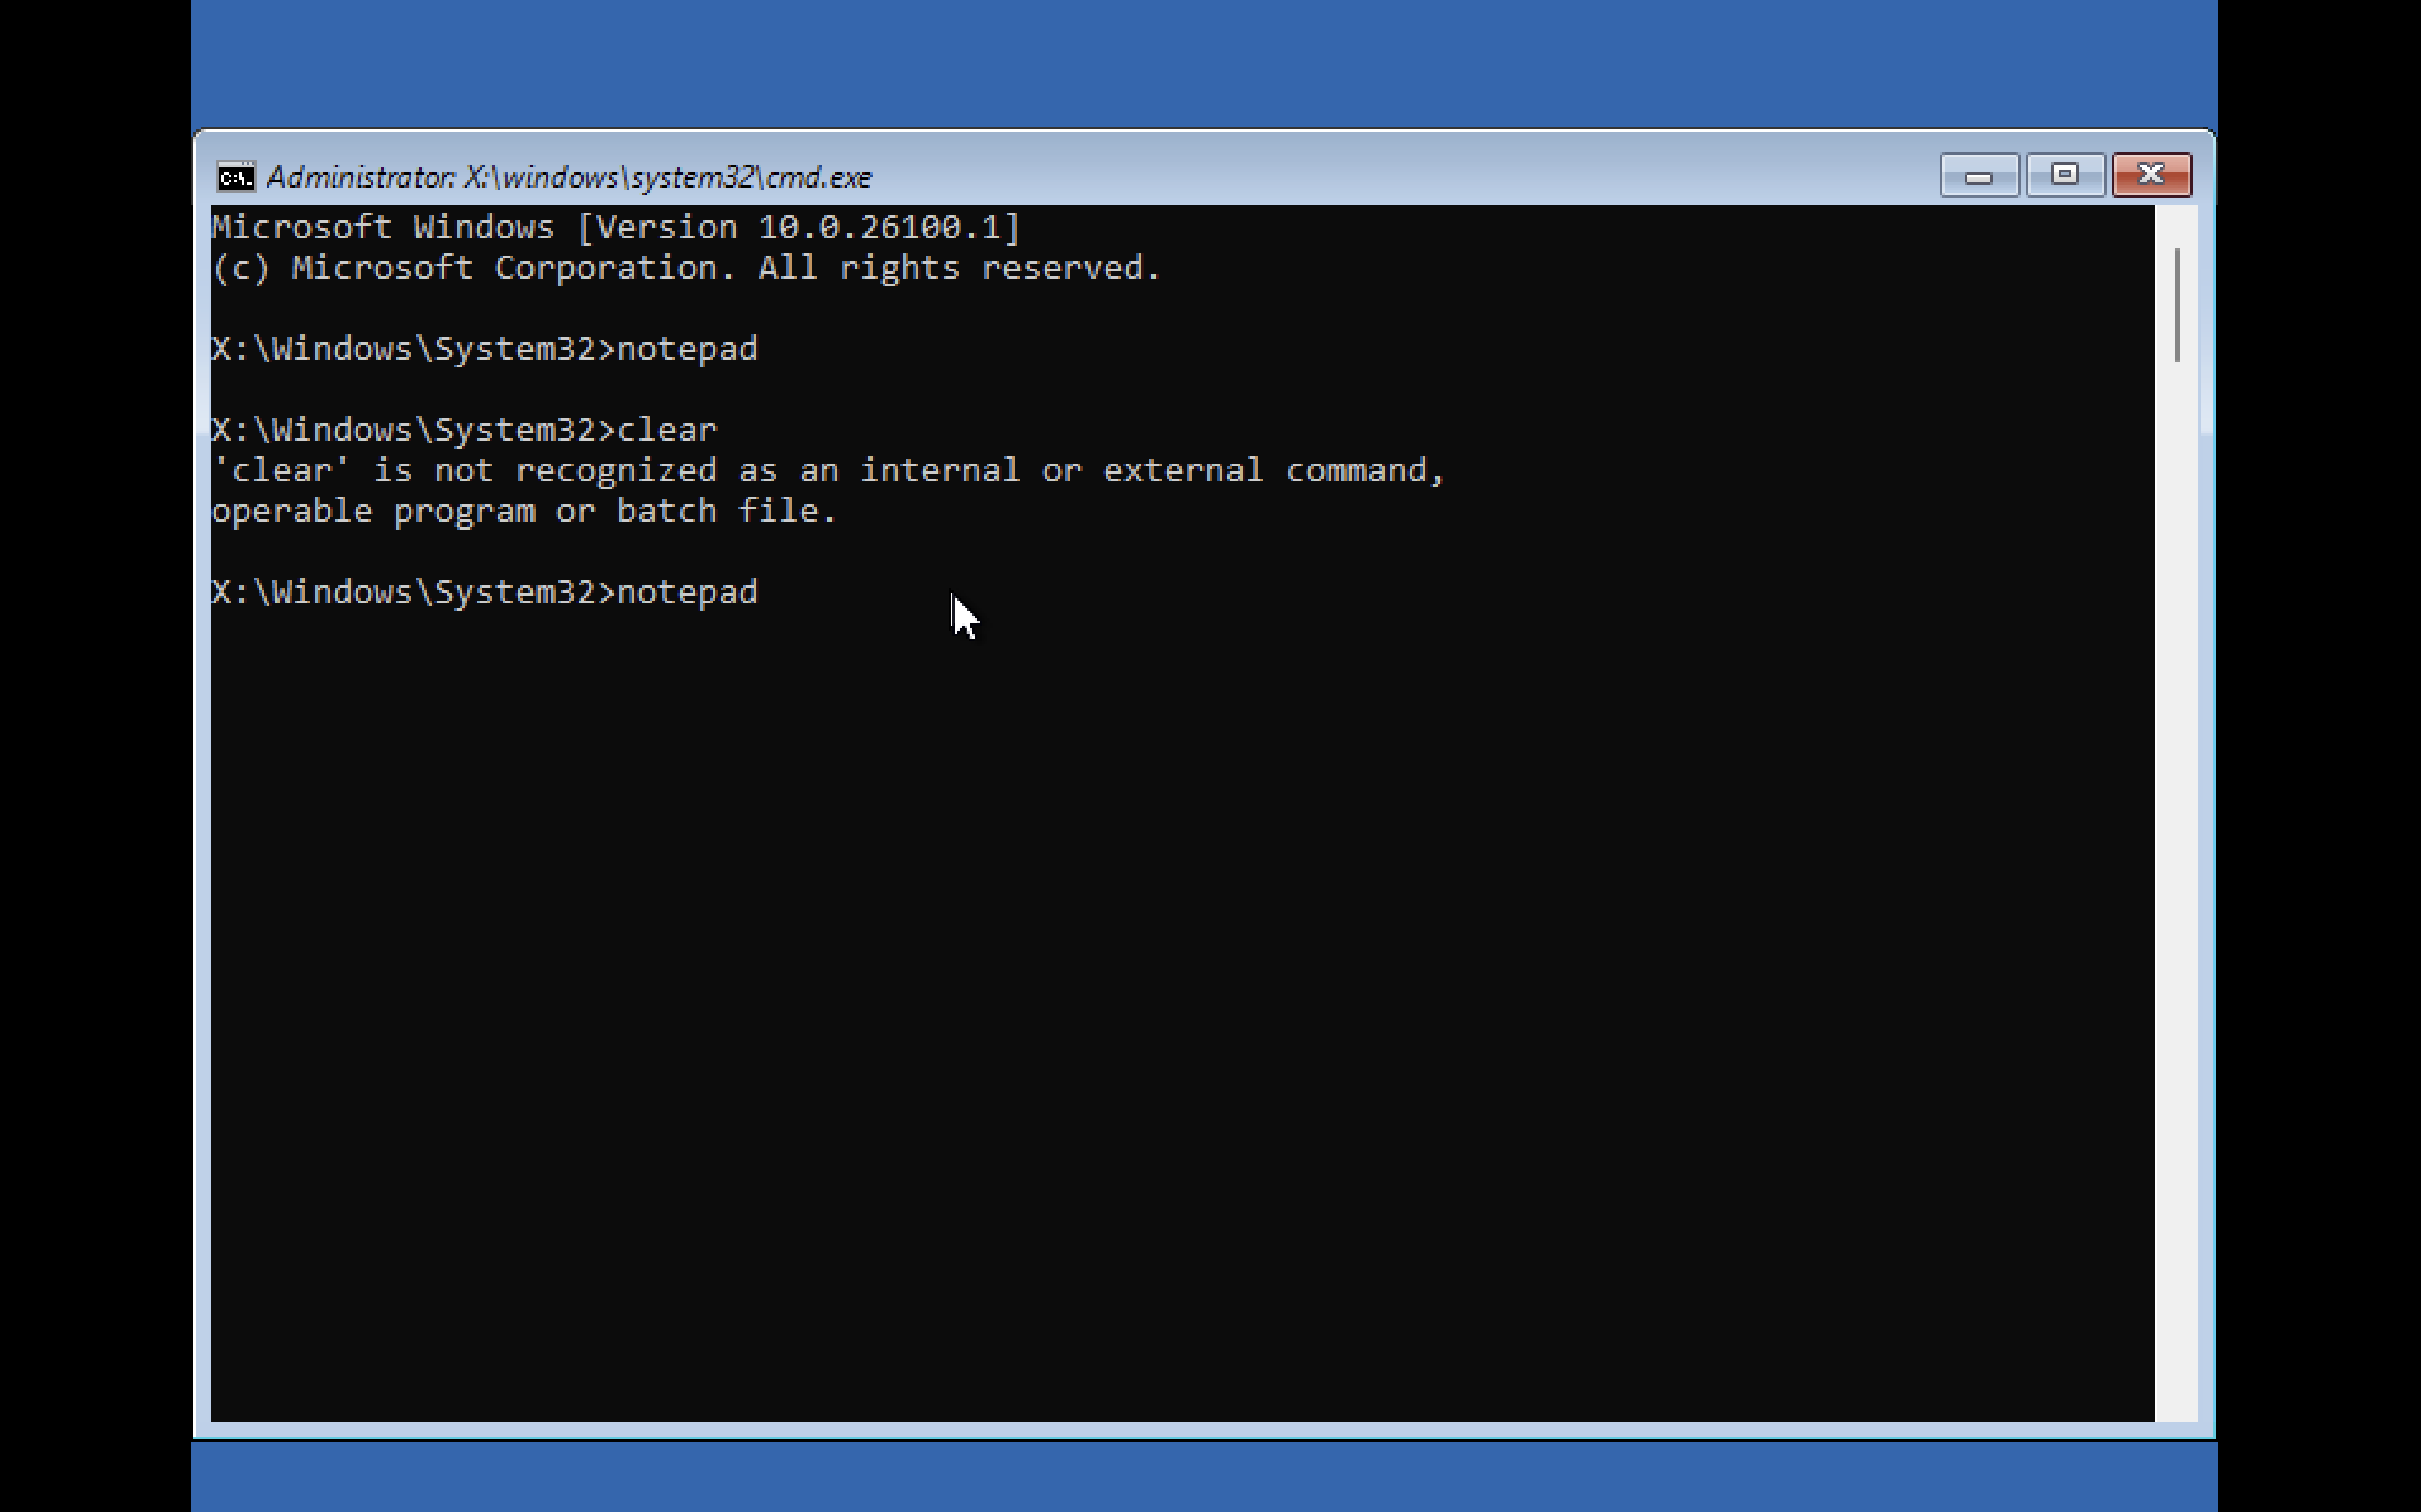 Administrator: X:\windows\system32\cmd.exe
Microsoft Windows [Version 10.0.26100.1]
(c) Microsoft Corporation. All rights reserved.
X:\Windows\System32>notepad
X:\Windows\System32>clear
'clear' is not recognized as an internal or external command,
operable program or batch file.
X:\Windows\System32>notepad